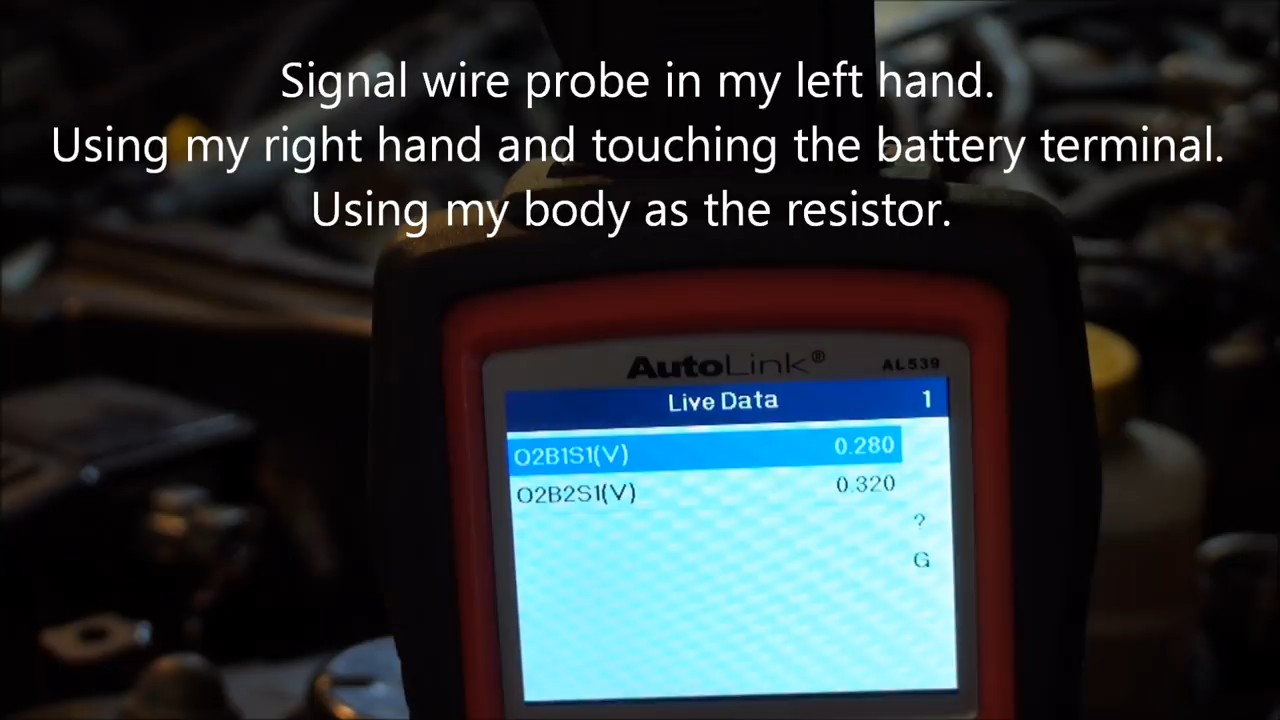 Signal wire probe in my left hand.
Using my right hand and touching the battery terminal.
Using my body as the resistor.
AutoLink® AL539
Live Data 1
O2B1S1(V) 0.280
O2B2S1(V) 0.320
?
G